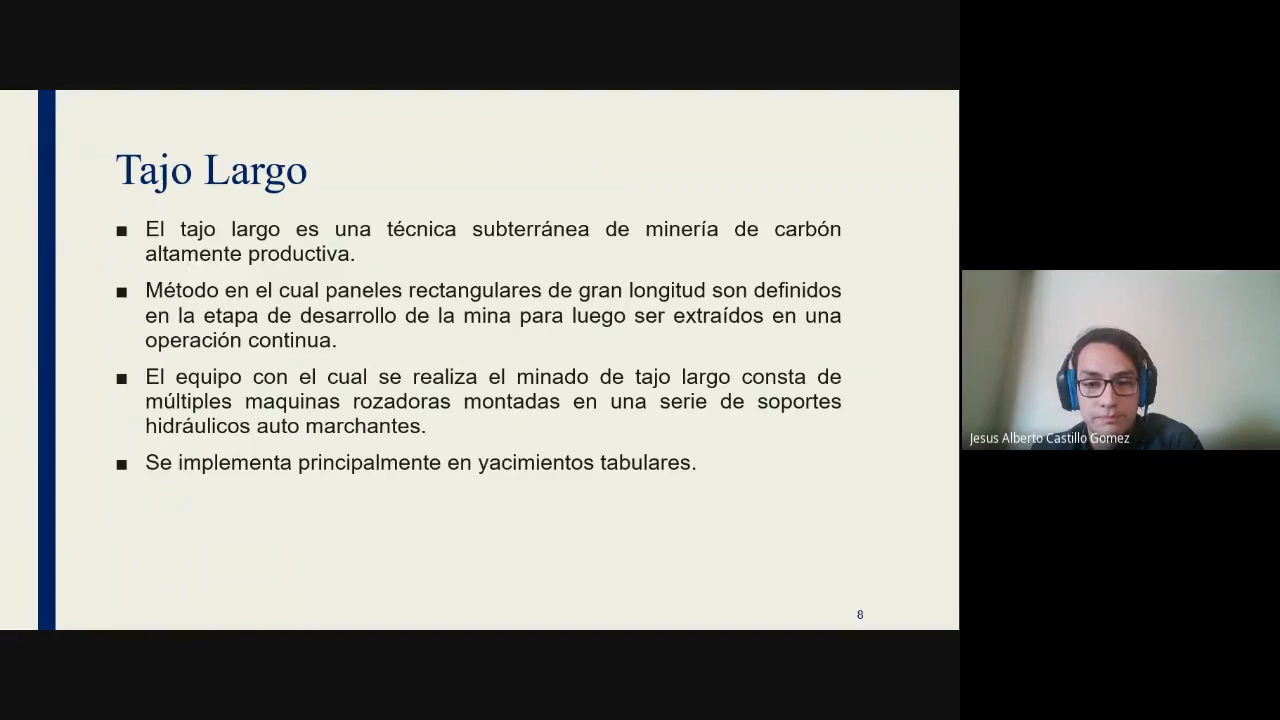 Tajo Largo
■ El tajo largo es una técnica subterránea de minería de carbón
altamente productiva.
■ Método en el cual paneles rectangulares de gran longitud son definidos
en la etapa de desarrollo de la mina para luego ser extraídos en una
operación continua.
■ El equipo con el cual se realiza el minado de tajo largo consta de
múltiples maquinas rozadoras montadas en una serie de soportes
hidráulicos auto marchantes.
■ Se implementa principalmente en yacimientos tabulares.
8
Jesus Alberto Castillo Gomez